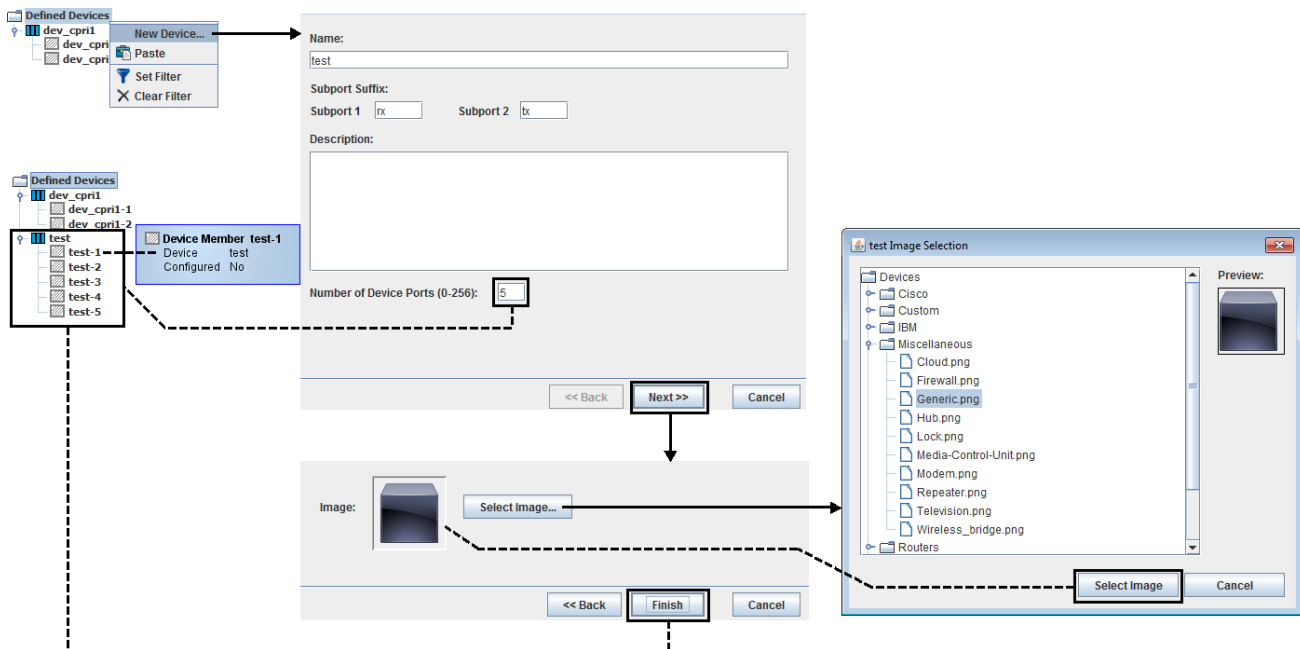 Defined Devices
dev_cpri1
dev_cpri
dev_cpri
New Device...
Paste
Set Filter
Clear Filter
Name:
test
Subport Suffix:
Subport 1 rx Subport 2 tx
Description:
Number of Device Ports (0-256): 5
<< Back Next >> Cancel
Defined Devices
dev_cpri1
dev_cpri1-1
dev_cpri1-2
test
test-1
test-2
test-3
test-4
test-5
Device Member test-1
Device test
Configured No
Image: Select Image...
<< Back Finish Cancel
test Image Selection
Devices
Cisco
Custom
IBM
Miscellaneous
Cloud.png
Firewall.png
Generic.png
Hub.png
Lock.png
Media-Control-Unit.png
Modem.png
Repeater.png
Television.png
Wireless_bridge.png
Routers
Preview:
Select Image Cancel